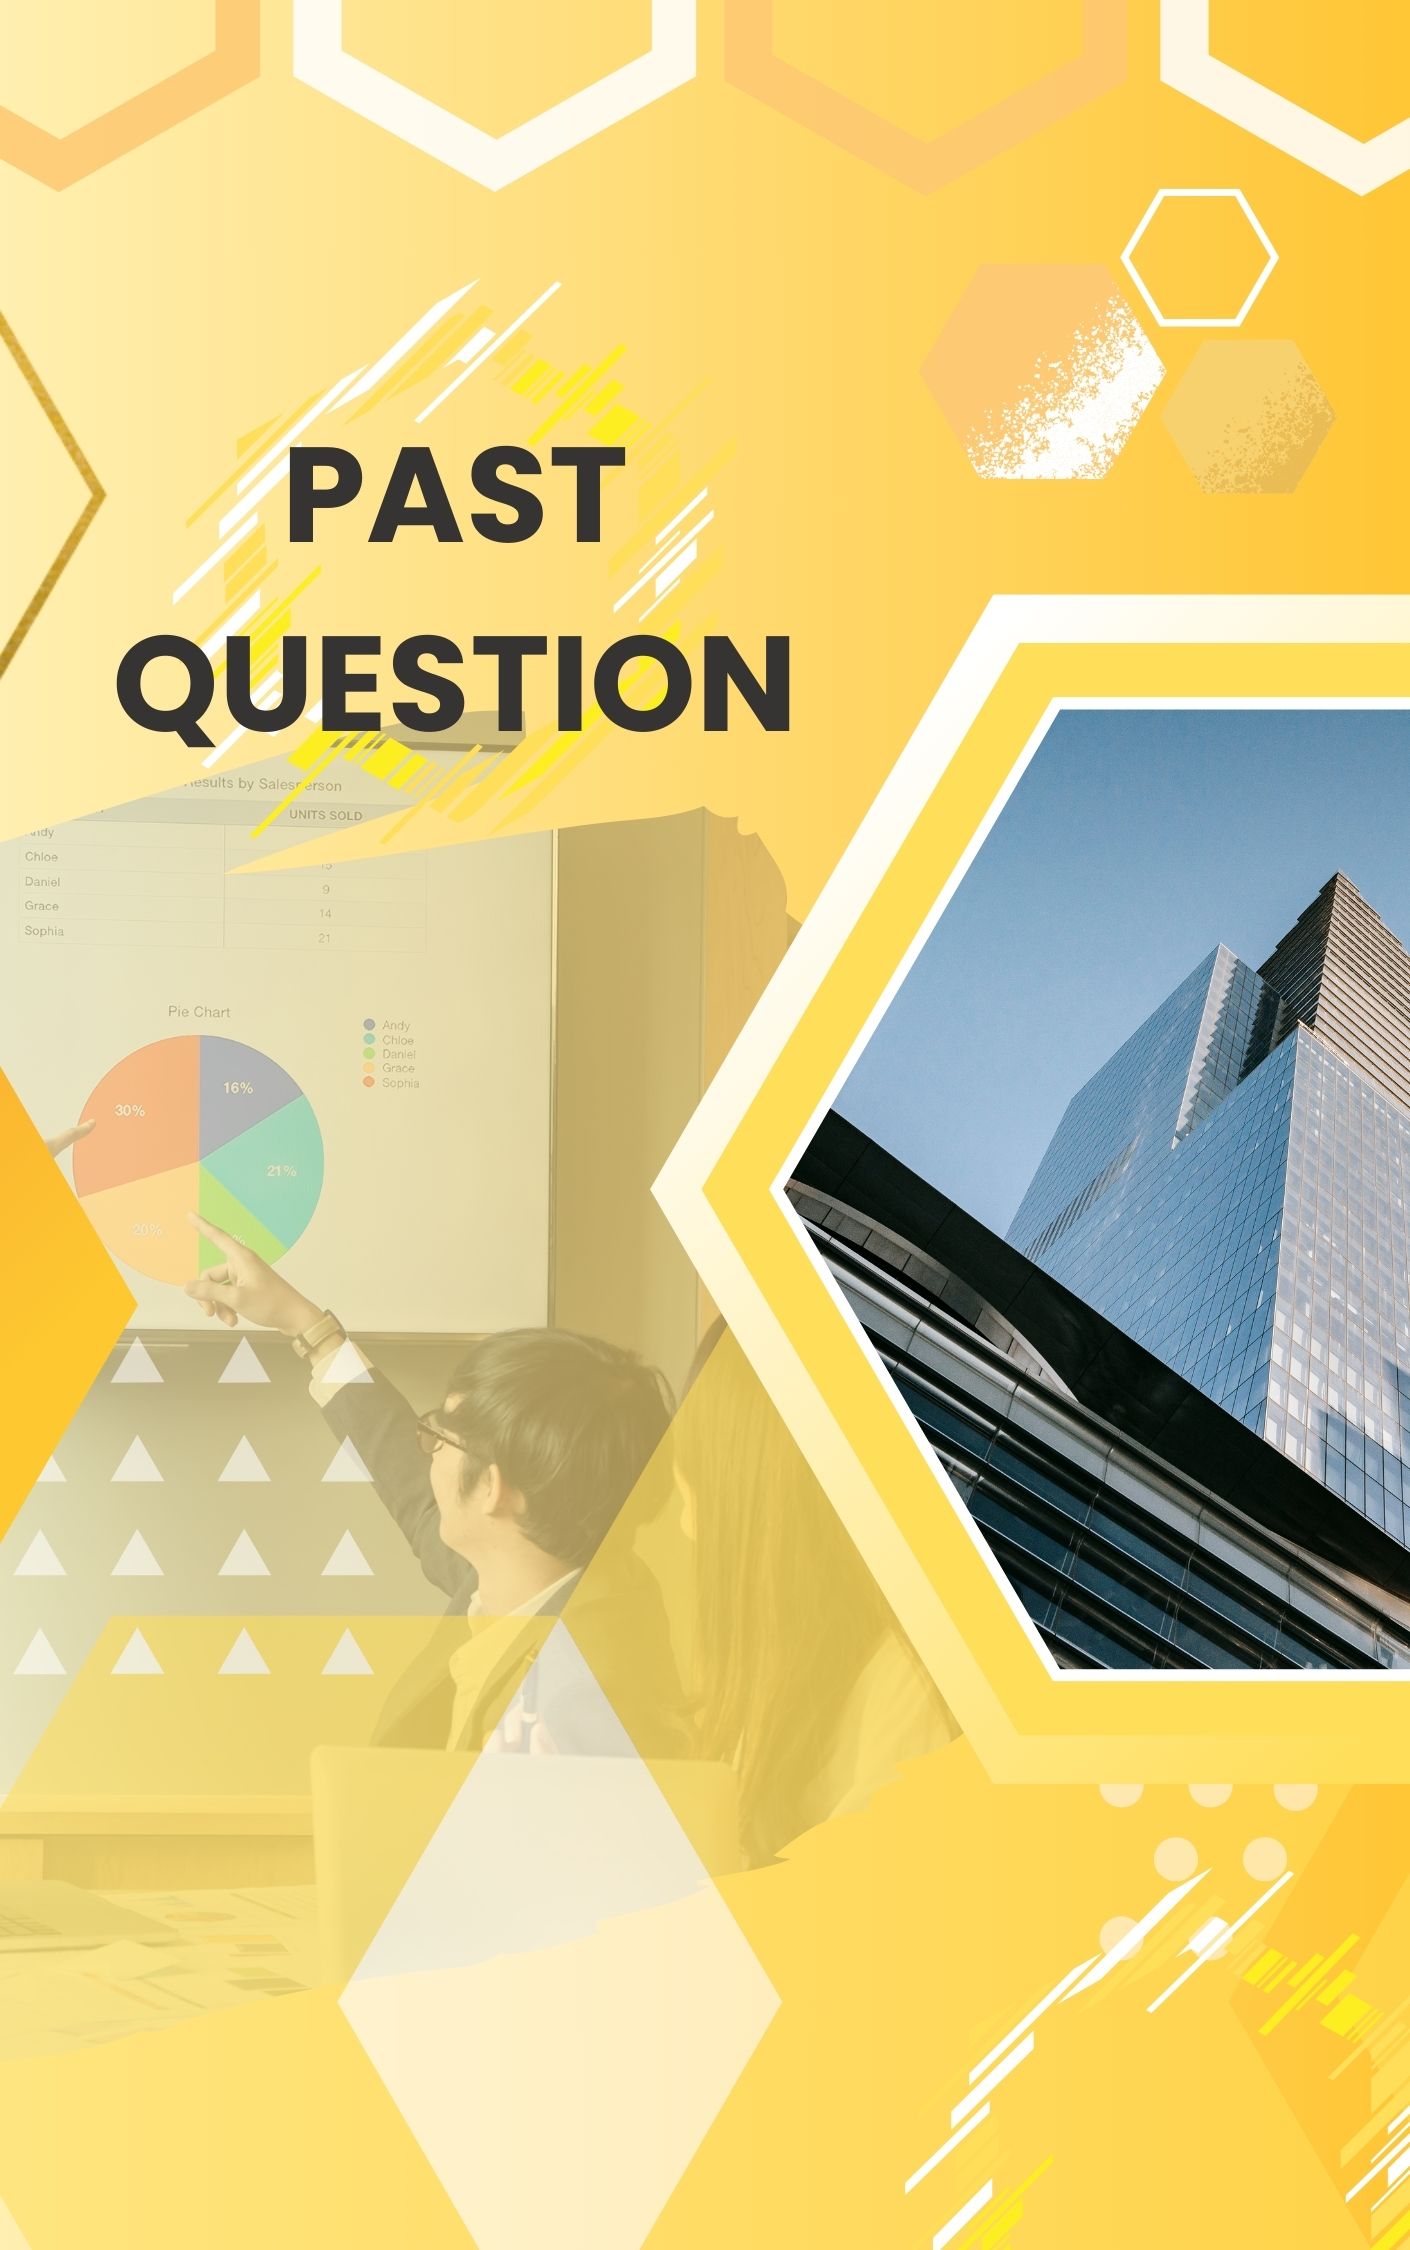 PAST
QUESTION
Results by Salesperson
UNITS SOLD
Andy
Chloe
15
Daniel 9
Grace 14
Sophia 21
Pie Chart
Andy
Chloe
Daniel
Grace
Sophia
16%
30%
21%
20%